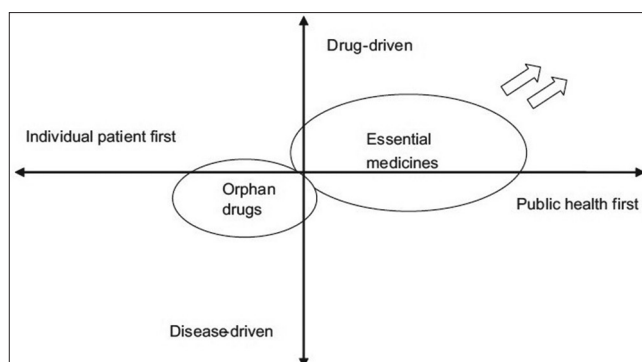 Drug-driven
Individual patient first
Essential
medicines
Orphan
drugs
Public health first
Disease-driven